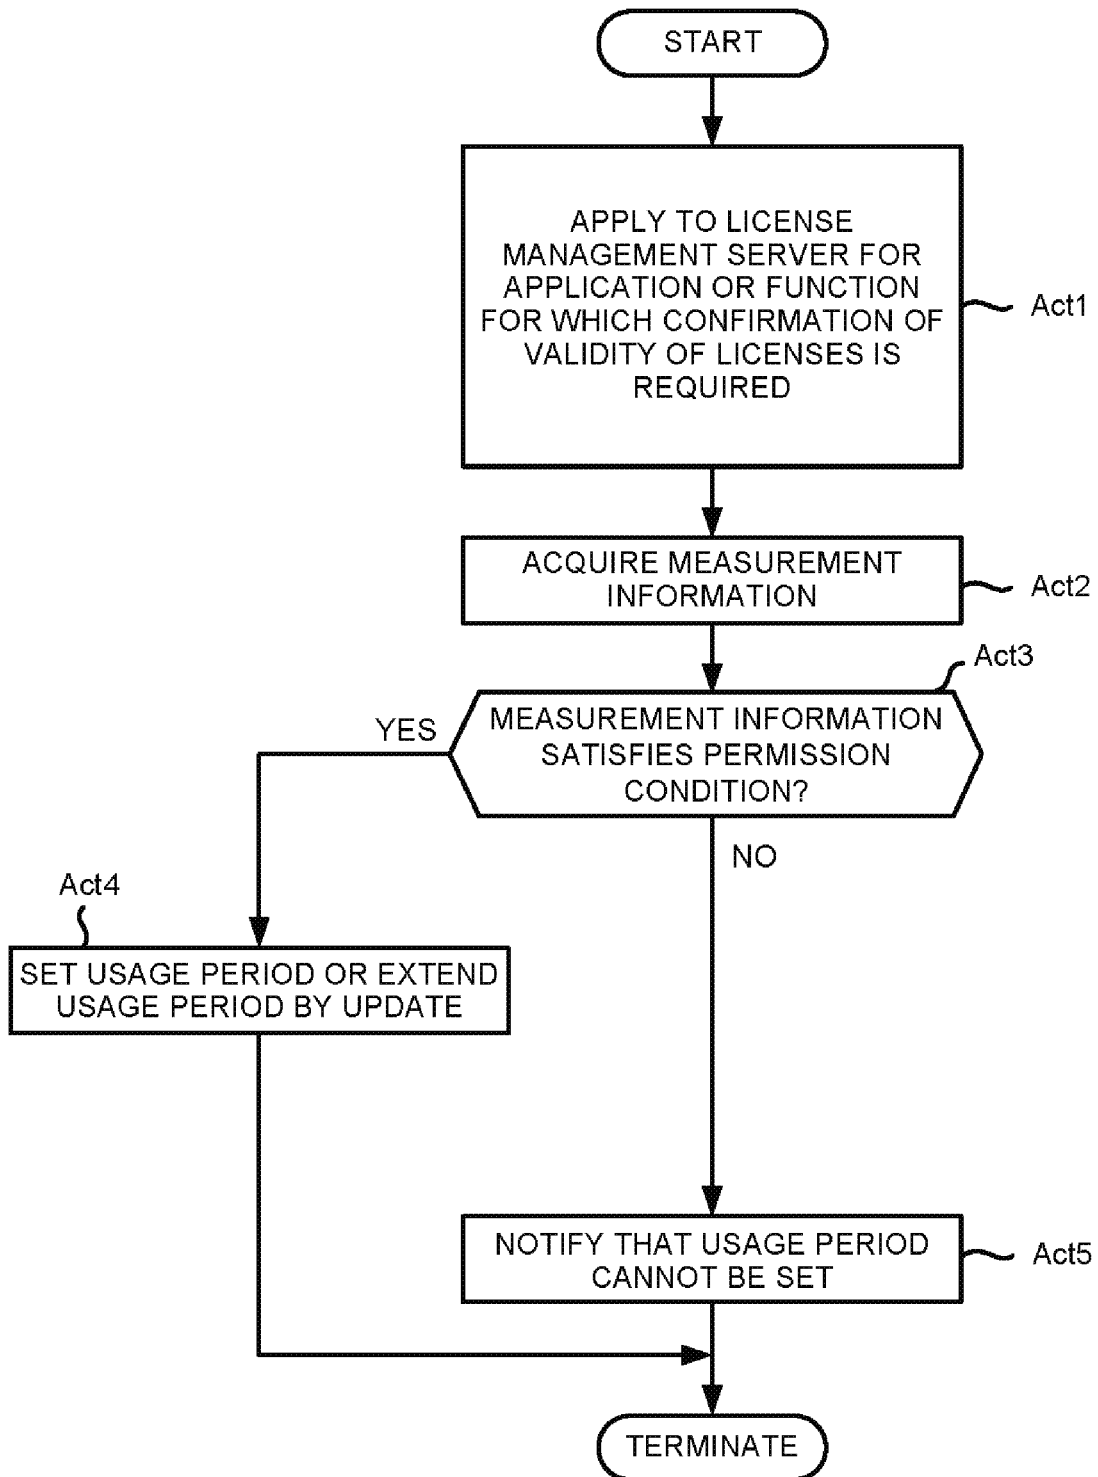 START
APPLY TO LICENSE
MANAGEMENT SERVER FOR
APPLICATION OR FUNCTION
FOR WHICH CONFIRMATION OF
VALIDITY OF LICENSES IS
REQUIRED
Act1
ACQUIRE MEASUREMENT
INFORMATION
Act2
Act3
MEASUREMENT INFORMATION
SATISFIES PERMISSION
CONDITION?
YES
NO
Act4
SET USAGE PERIOD OR EXTEND
USAGE PERIOD BY UPDATE
NOTIFY THAT USAGE PERIOD
CANNOT BE SET
Act5
TERMINATE